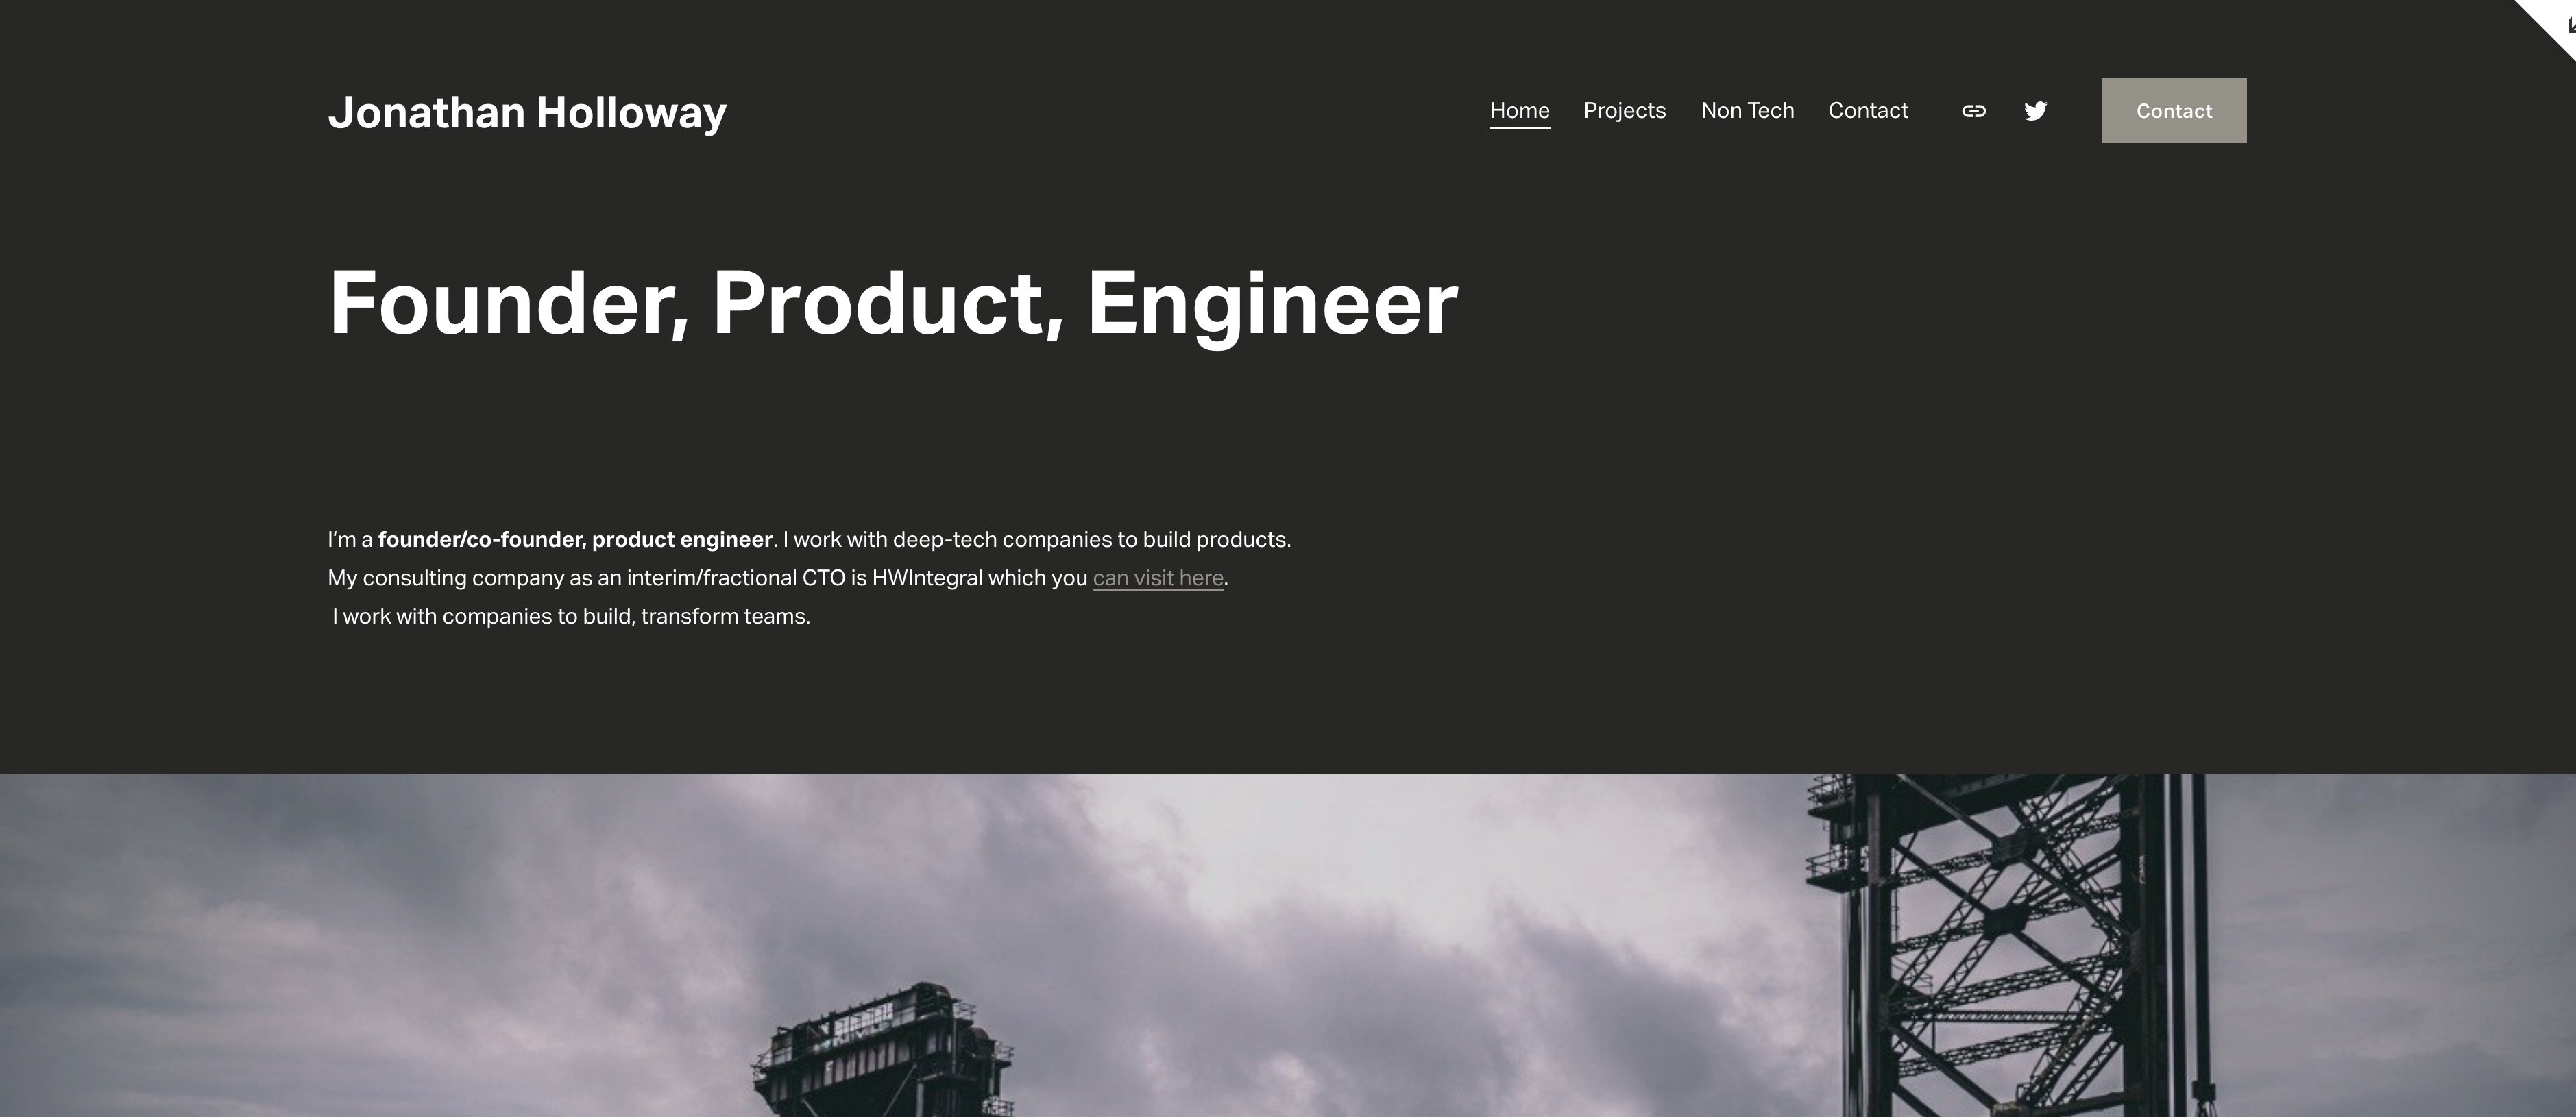 Jonathan Holloway
Home Projects Non Tech Contact Contact
Founder, Product, Engineer
I'm a founder/co-founder, product engineer. I work with deep-tech companies to build products.
My consulting company as an interim/fractional CTO is HWIntegral which you can visit here.
I work with companies to build, transform teams.